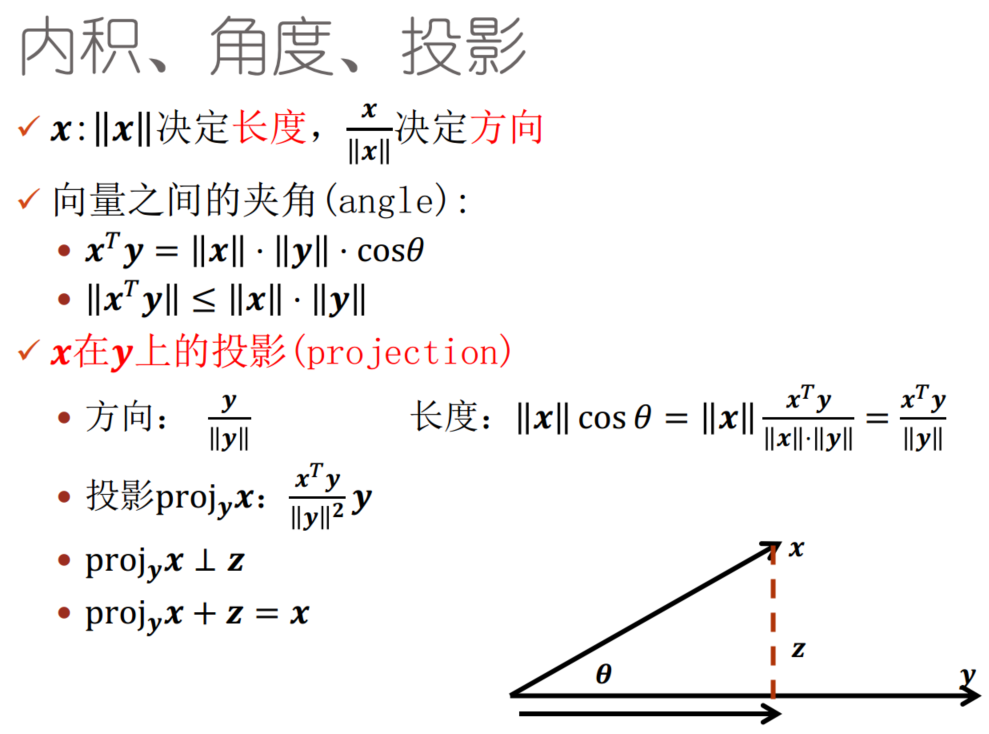 内积、角度、投影
✓ x:‖x‖决定长度，x/‖x‖决定方向
✓ 向量之间的夹角(angle):
• xᵀy = ‖x‖ · ‖y‖ · cosθ
• ‖xᵀy‖ ≤ ‖x‖ · ‖y‖
✓ x在y上的投影(projection)
• 方向： y/‖y‖ 长度：‖x‖ cos θ = ‖x‖ xᵀy/(‖x‖·‖y‖) = xᵀy/‖y‖
• 投影proj_y x： xᵀy/‖y‖² y
• proj_y x ⊥ z
• proj_y x + z = x
x
z
θ
y